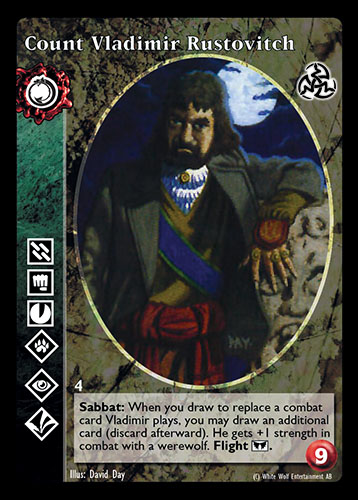 Count Vladimir Rustovitch
DAY.
4
Sabbat: When you draw to replace a combat
card Vladimir plays, you may draw an additional
card (discard afterward). He gets +1 strength in
combat with a werewolf. Flight .
9
Illus: David Day
(C) White Wolf Entertainment AB